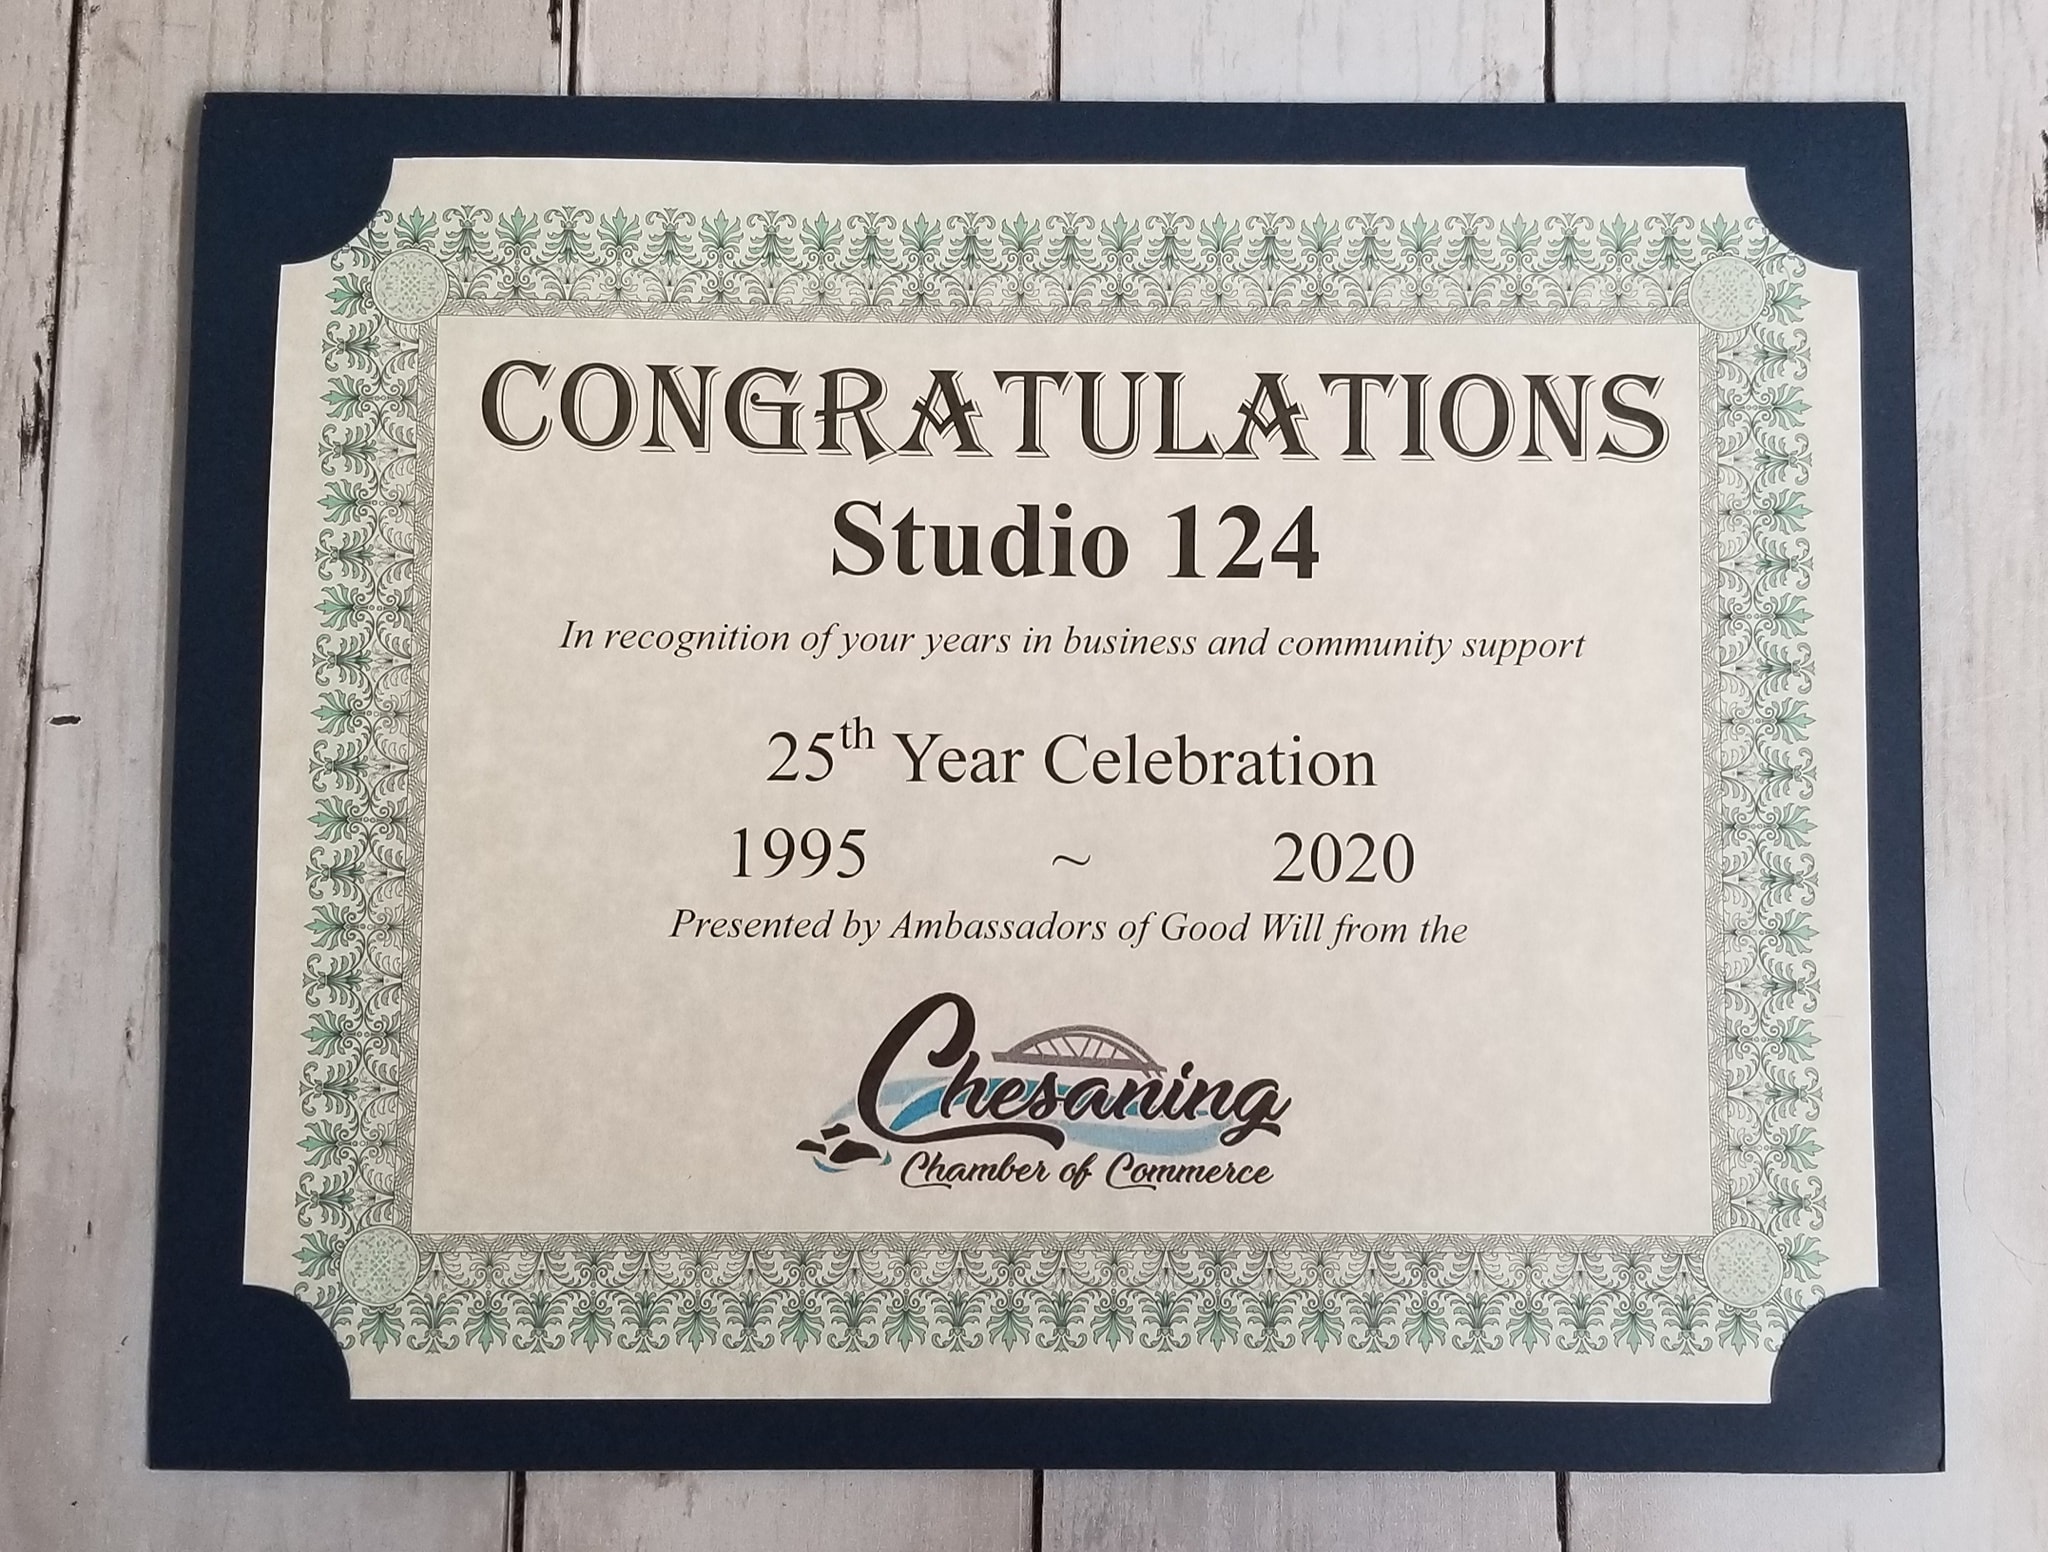 CONGRATULATIONS
Studio 124
In recognition of your years in business and community support
25th Year Celebration
1995 ~ 2020
Presented by Ambassadors of Good Will from the
Chesaning
Chamber of Commerce